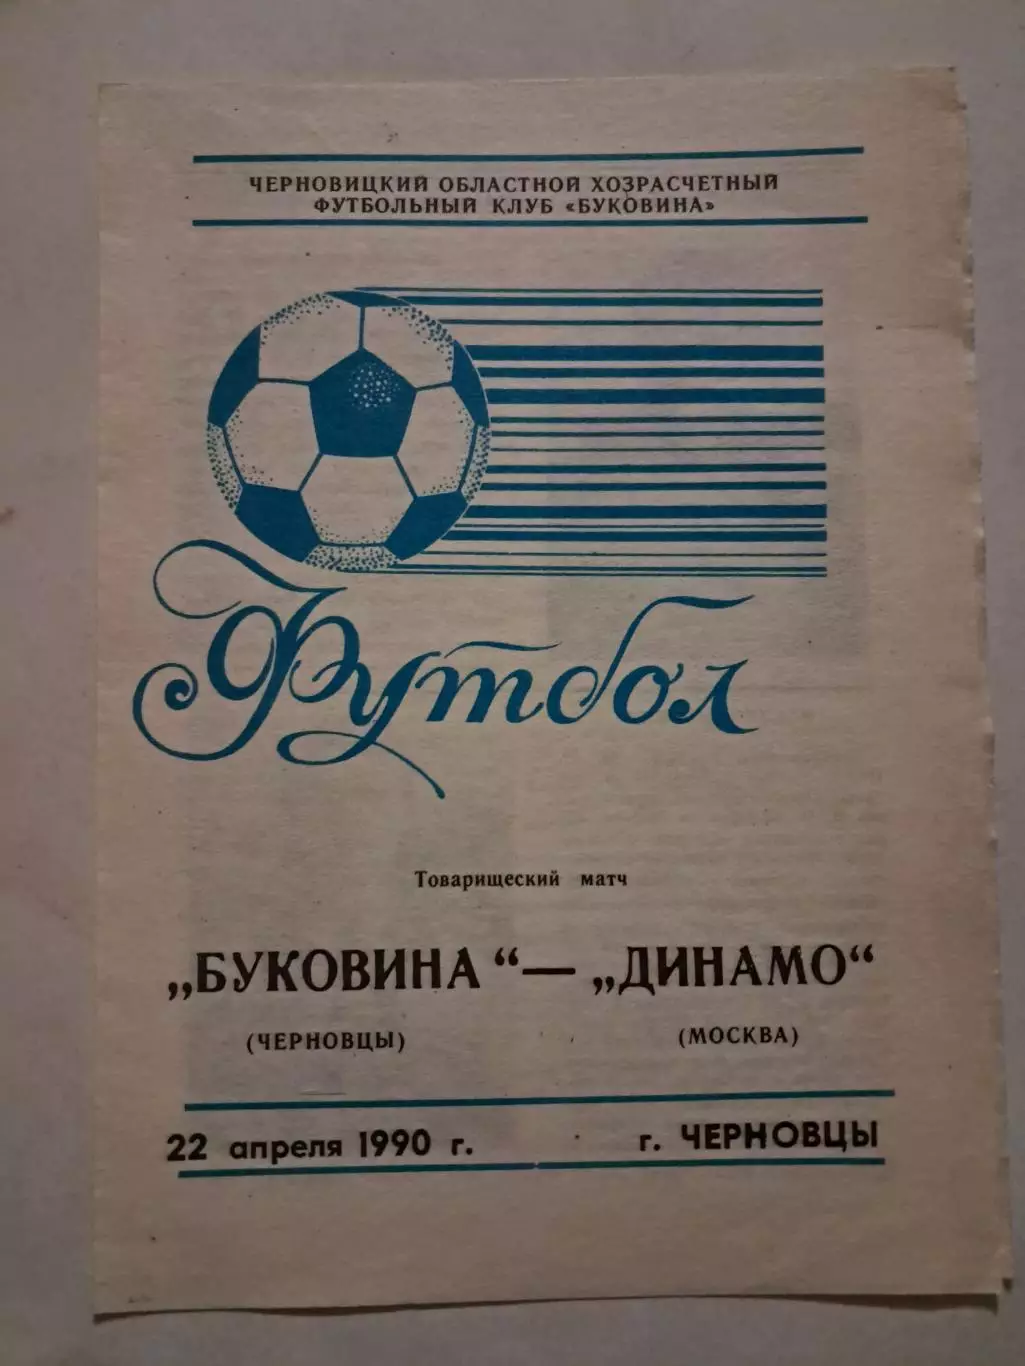 ЧЕРНОВИЦКИЙ ОБЛАСТНОЙ ХОЗРАСЧЕТНЫЙ
ФУТБОЛЬНЫЙ КЛУБ «БУКОВИНА»
Футбол
Товарищеский матч
„БУКОВИНА“ — „ДИНАМО“
(ЧЕРНОВЦЫ) (МОСКВА)
22 апреля 1990 г. г. ЧЕРНОВЦЫ